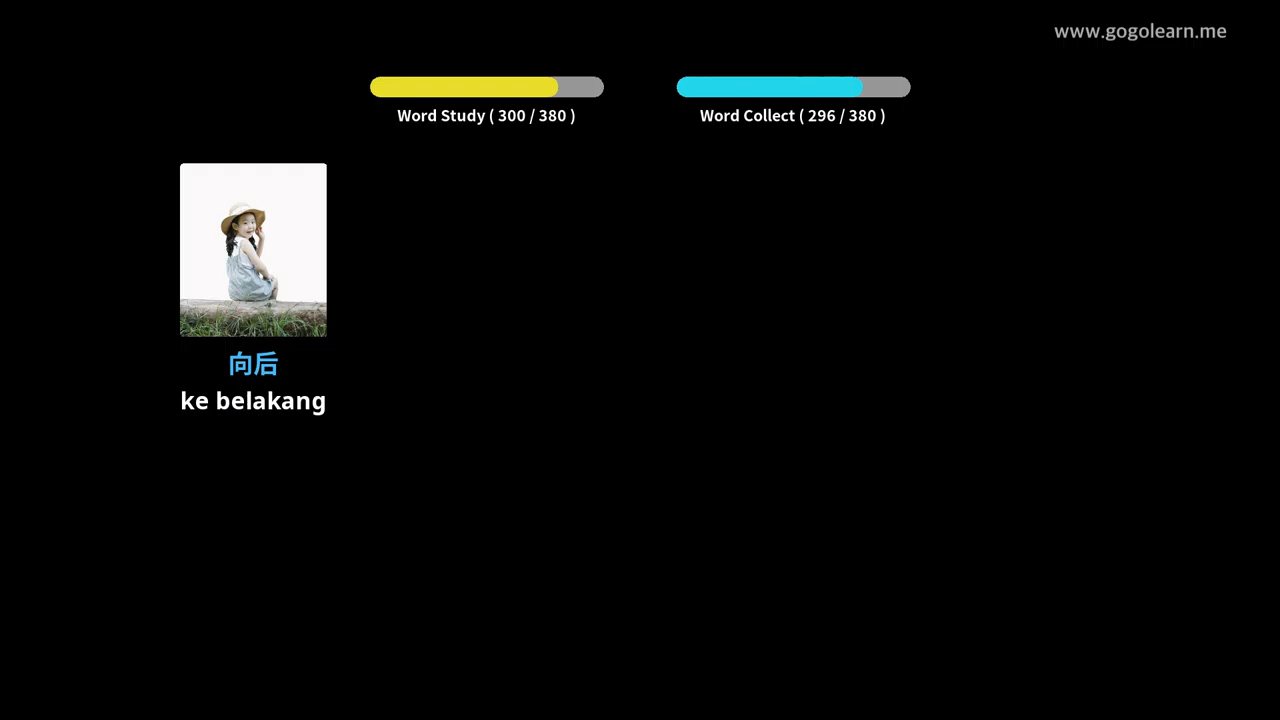 www.gogolearn.me
Word Study ( 300 / 380 )
Word Collect ( 296 / 380 )
向后
ke belakang